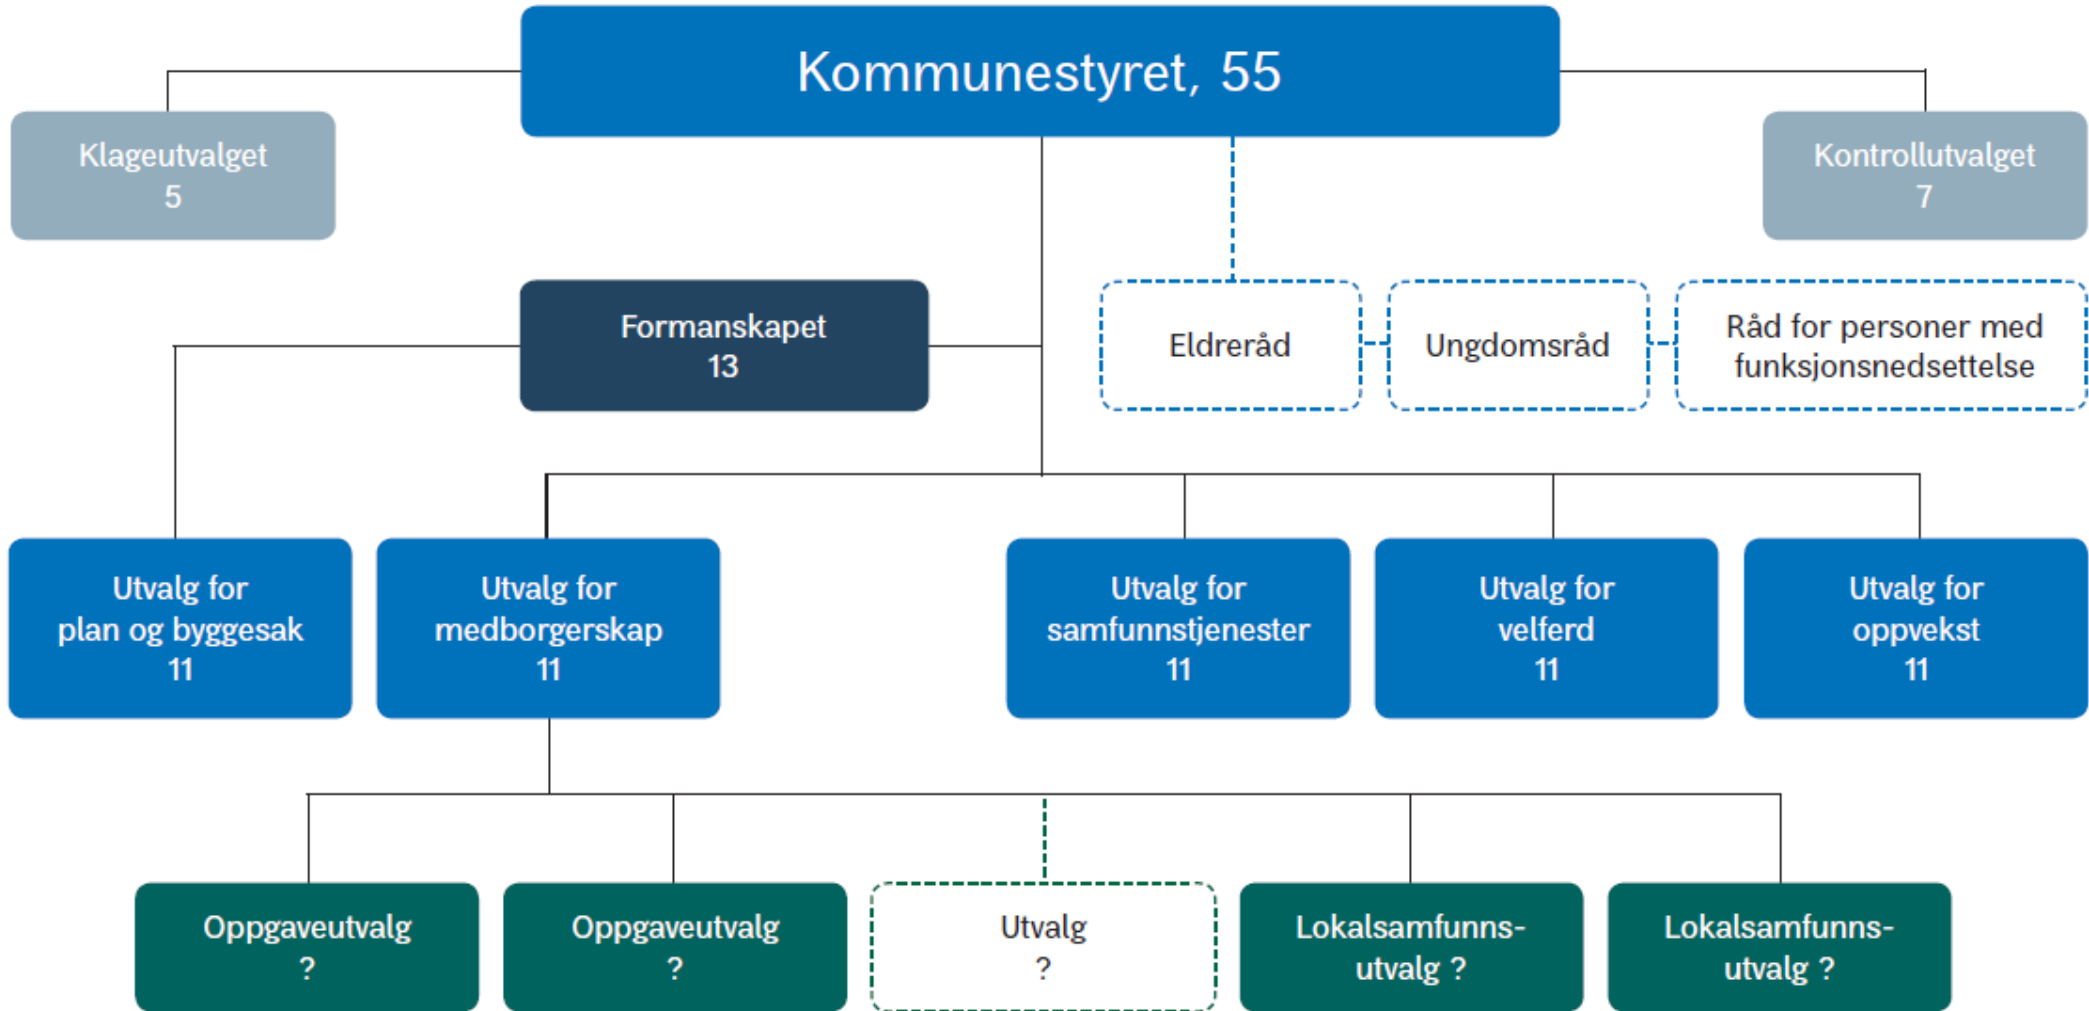 Kommunestyret, 55
Klageutvalget
5
Kontrollutvalget
7
Formanskapet
13
Eldreråd
Ungdomsråd
Råd for personer med
funksjonsnedsettelse
Utvalg for
plan og byggesak
11
Utvalg for
medborgerskap
11
Utvalg for
samfunnstjenester
11
Utvalg for
velferd
11
Utvalg for
oppvekst
11
Oppgaveutvalg
?
Oppgaveutvalg
?
Utvalg
?
Lokalsamfunns-
utvalg ?
Lokalsamfunns-
utvalg ?